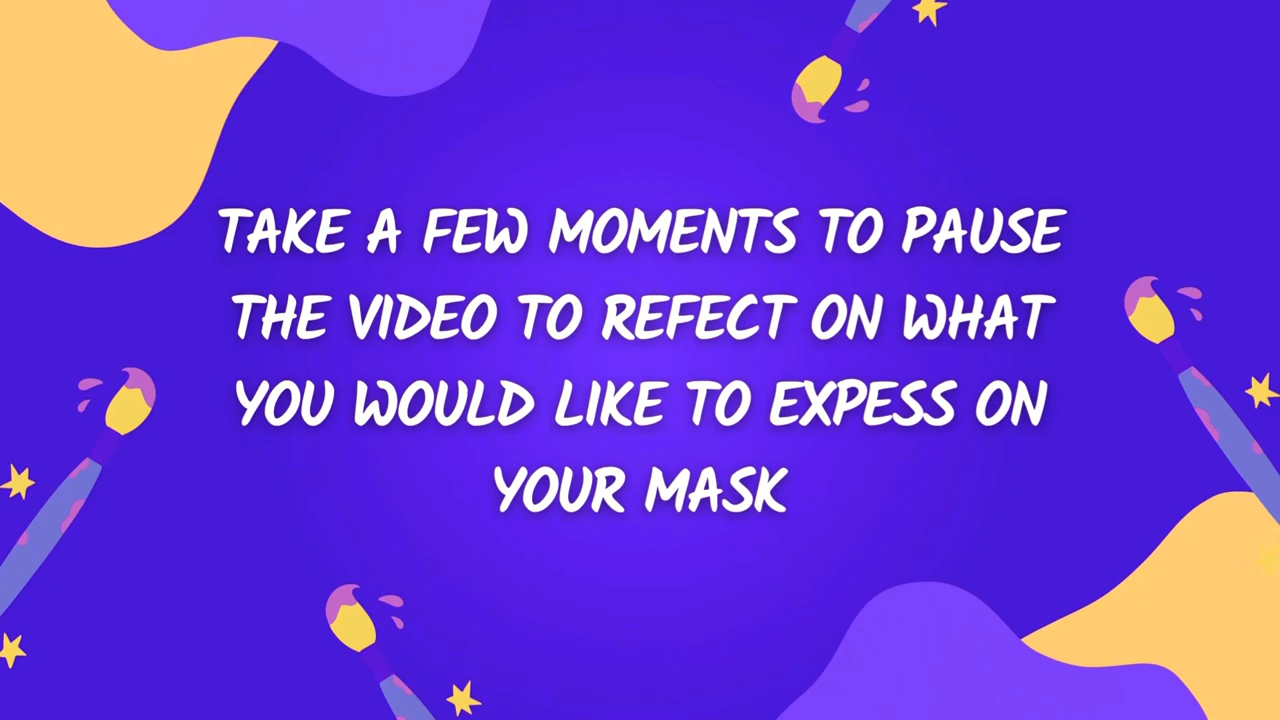 TAKE A FEW MOMENTS TO PAUSE
THE VIDEO TO REFECT ON WHAT
YOU WOULD LIKE TO EXPESS ON
YOUR MASK